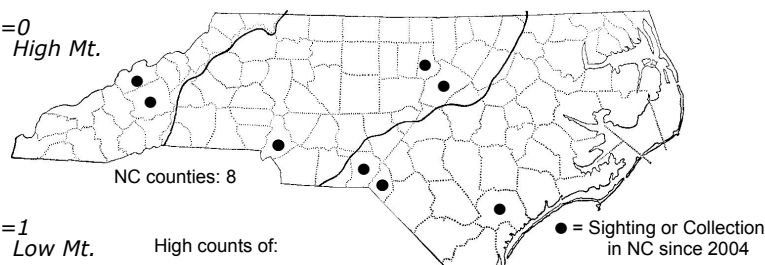 =0
High Mt.
NC counties: 8
=1
Low Mt.
High counts of:
● = Sighting or Collection
in NC since 2004